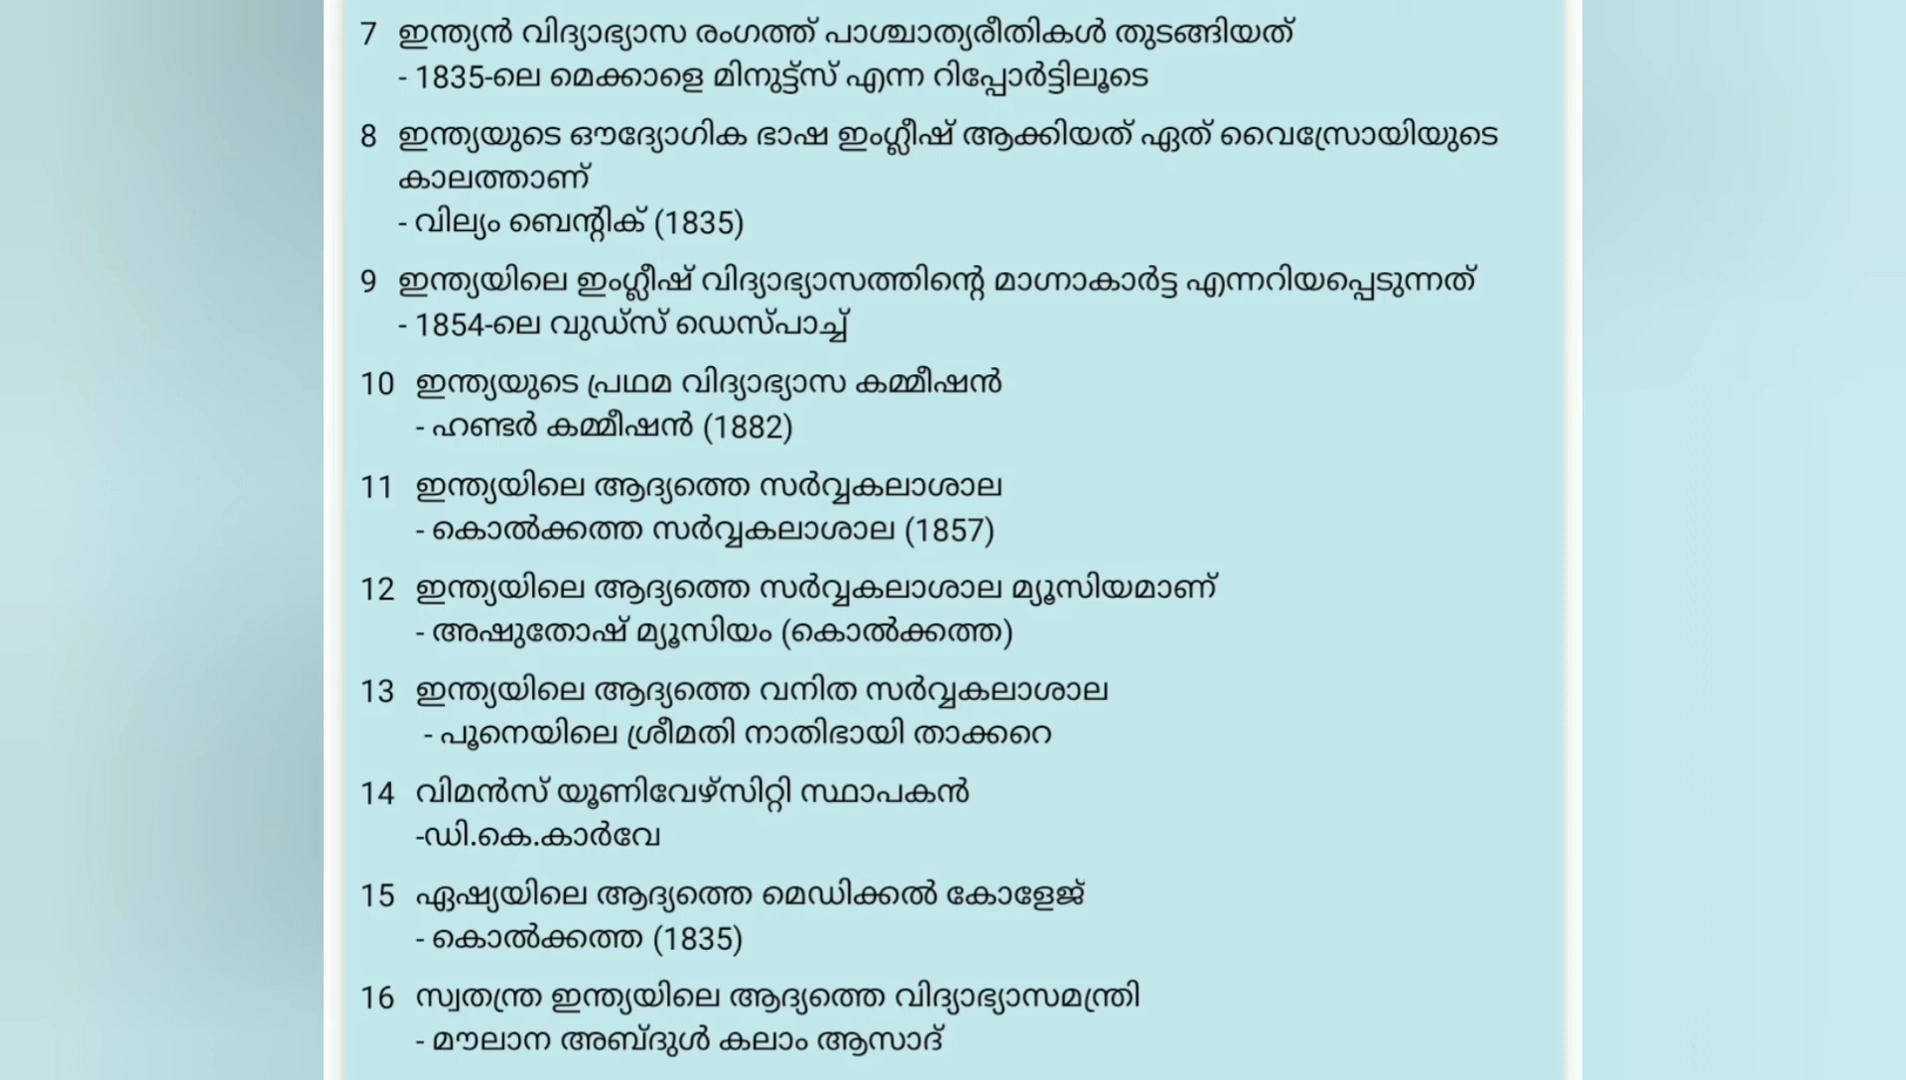 7 ഇന്ത്യൻ വിദ്യാഭ്യാസ രംഗത്ത് പാശ്ചാത്യരീതികൾ തുടങ്ങിയത്
- 1835-ലെ മെക്കാളെ മിനുട്ട്സ് എന്ന റിപ്പോർട്ടിലൂടെ
8 ഇന്ത്യയുടെ ഔദ്യോഗിക ഭാഷ ഇംഗ്ലീഷ് ആക്കിയത് ഏത് വൈസ്രോയിയുടെ
കാലത്താണ്
- വില്യം ബെന്റിക് (1835)
9 ഇന്ത്യയിലെ ഇംഗ്ലീഷ് വിദ്യാഭ്യാസത്തിന്റെ മാഗ്നാകാർട്ട എന്നറിയപ്പെടുന്നത്
- 1854-ലെ വുഡ്സ് ഡെസ്പാച്ച്
10 ഇന്ത്യയുടെ പ്രഥമ വിദ്യാഭ്യാസ കമ്മീഷൻ
- ഹണ്ടർ കമ്മീഷൻ (1882)
11 ഇന്ത്യയിലെ ആദ്യത്തെ സർവ്വകലാശാല
- കൊൽക്കത്ത സർവ്വകലാശാല (1857)
12 ഇന്ത്യയിലെ ആദ്യത്തെ സർവ്വകലാശാല മ്യൂസിയമാണ്
- അഷുതോഷ് മ്യൂസിയം (കൊൽക്കത്ത)
13 ഇന്ത്യയിലെ ആദ്യത്തെ വനിത സർവ്വകലാശാല
- പൂനെയിലെ ശ്രീമതി നാതിഭായി താക്കറെ
14 വിമൻസ് യൂണിവേഴ്സിറ്റി സ്ഥാപകൻ
-ഡി.കെ.കാർവേ
15 ഏഷ്യയിലെ ആദ്യത്തെ മെഡിക്കൽ കോളേജ്
- കൊൽക്കത്ത (1835)
16 സ്വതന്ത്ര ഇന്ത്യയിലെ ആദ്യത്തെ വിദ്യാഭ്യാസമന്ത്രി
- മൗലാന അബ്ദുൾ കലാം ആസാദ്